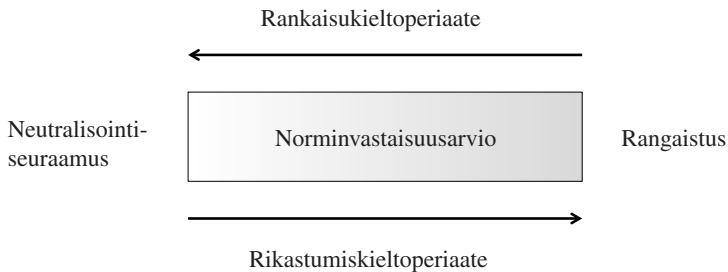 Rankaisukieltoperiaate
Neutralisointi-
seuraamus
Norminvastaisuusarvio
Rangaistus
Rikastumiskieltoperiaate